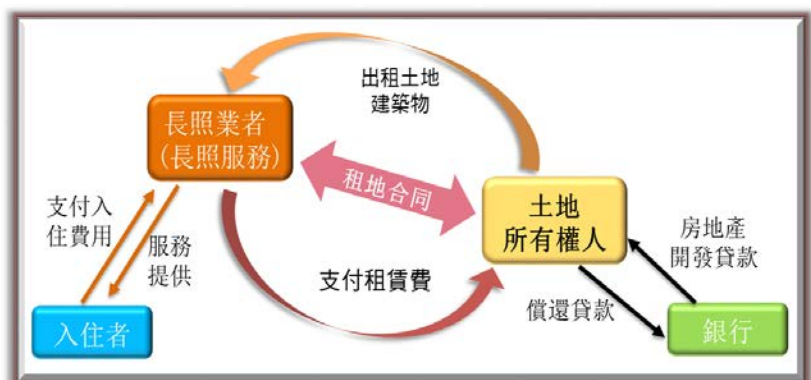 出租土地
建築物
長照業者
(長照服務)
租地合同
土地
所有權人
支付入
住費用
服務
提供
房地產
開發貸款
支付租賃費
償還貸款
入住者
銀行